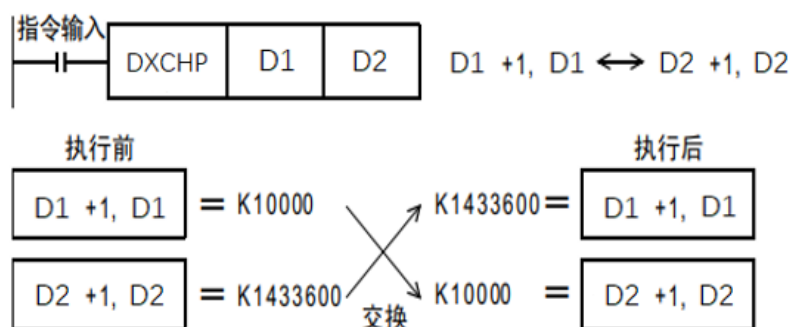 指令输入
DXCHP D1 D2 D1 +1, D1 ↔ D2 +1, D2
执行前 执行后
D1 +1, D1 = K10000 K1433600 = D1 +1, D1
D2 +1, D2 = K1433600 K10000 = D2 +1, D2
交换